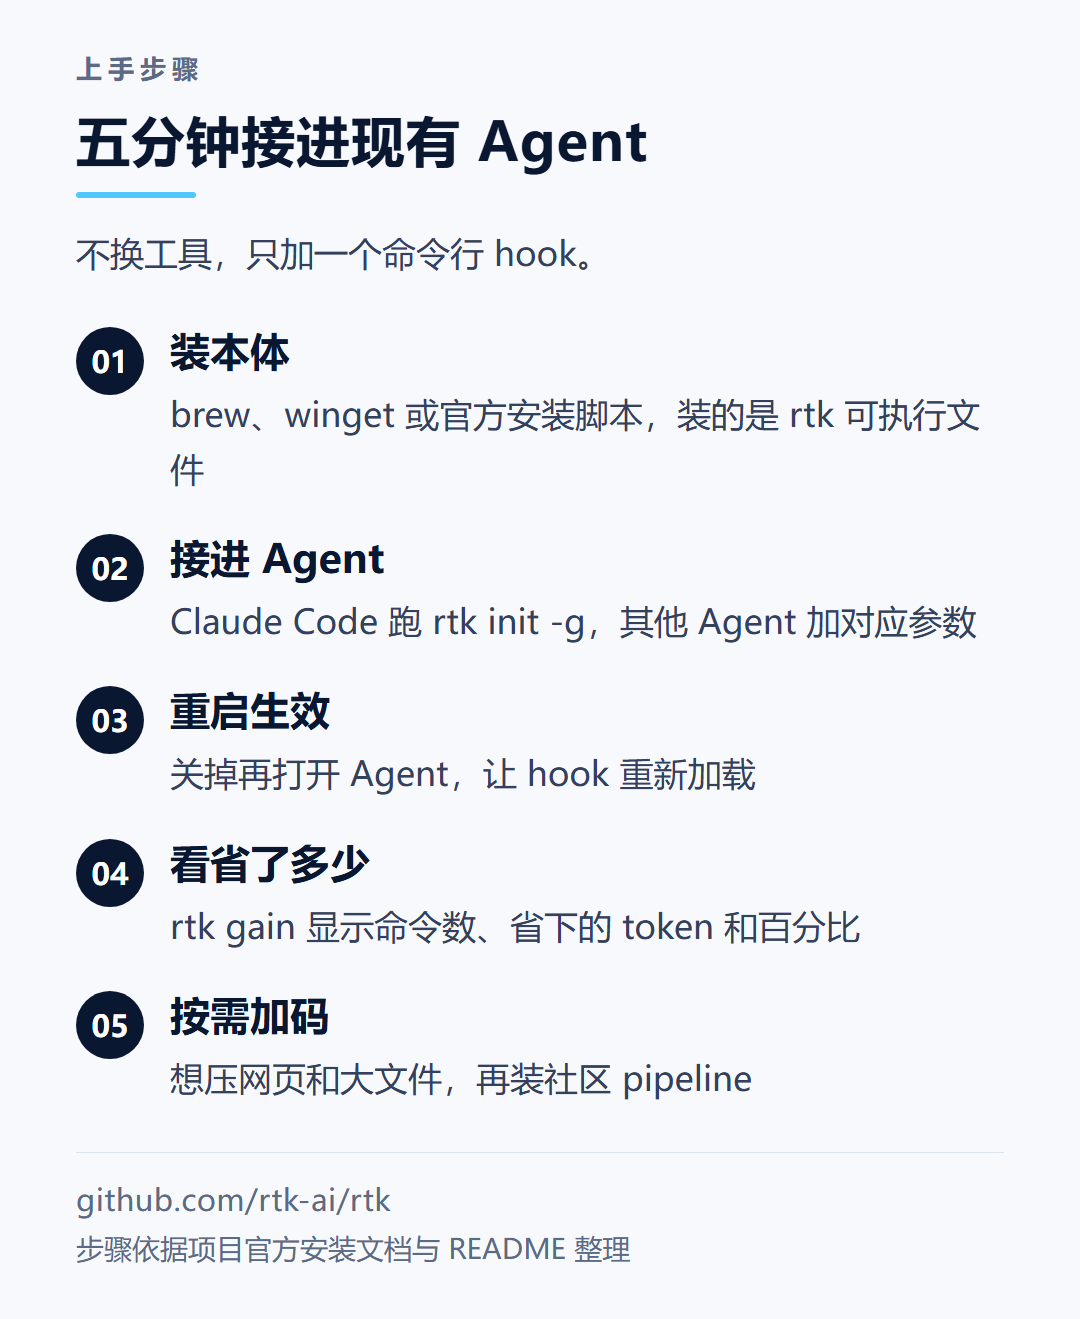 上手步骤
五分钟接进现有 Agent
不换工具，只加一个命令行 hook。
01
装本体
brew、winget 或官方安装脚本，装的是 rtk 可执行文
件
02
接进 Agent
Claude Code 跑 rtk init -g，其他 Agent 加对应参数
03
重启生效
关掉再打开 Agent，让 hook 重新加载
04
看省了多少
rtk gain 显示命令数、省下的 token 和百分比
05
按需加码
想压网页和大文件，再装社区 pipeline
github.com/rtk-ai/rtk
步骤依据项目官方安装文档与 README 整理